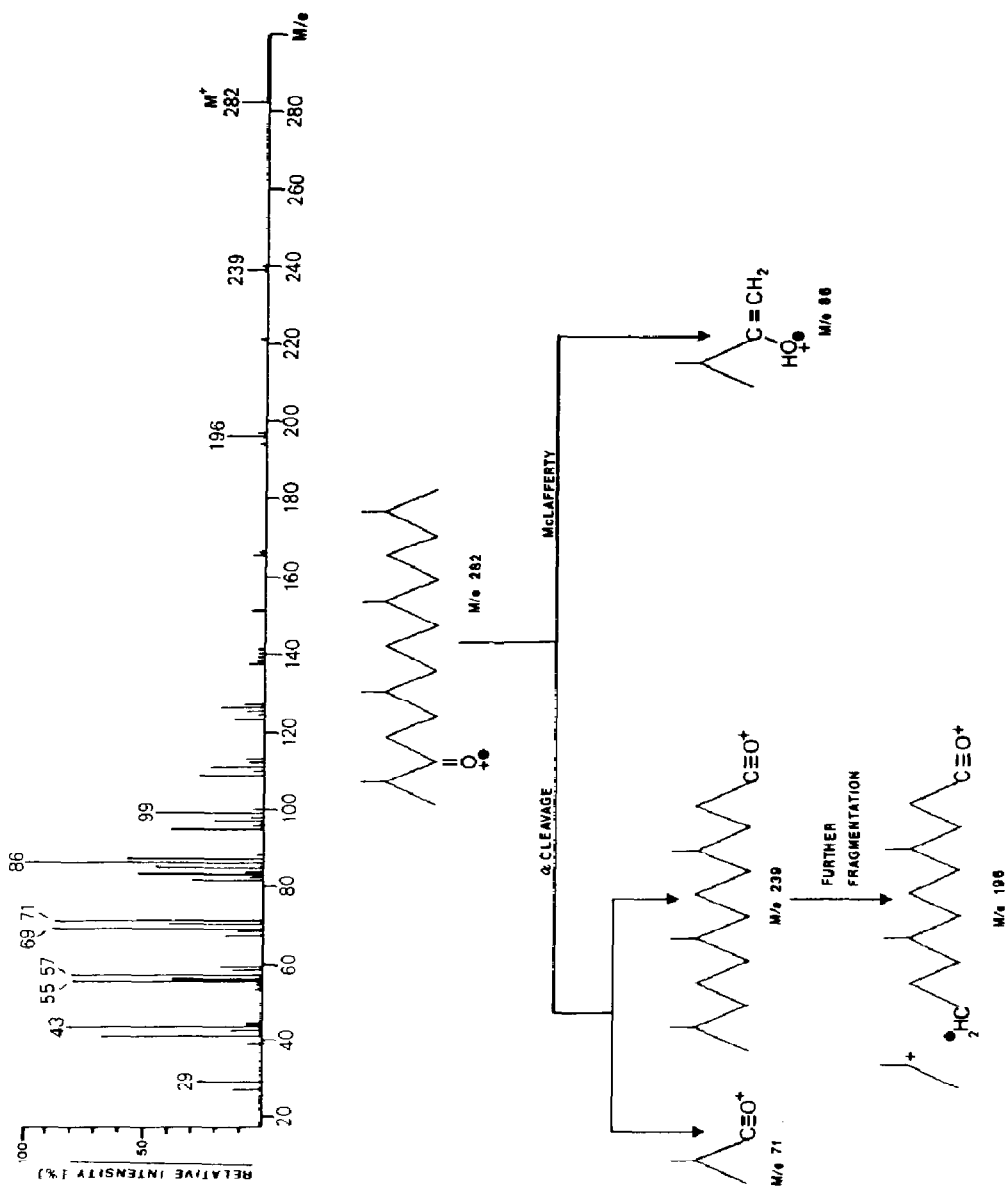 RELATIVE INTENSITY (%)
100
50
29
43
55 57
69 71
86
99
196
239
M+
282
20
40
60
80
100
120
140
160
180
200
220
240
260
280
M/e
O
+●
M/e 282
α CLEAVAGE
McLAFFERTY
C≡O+
M/e 71
C≡O+
M/e 239
C=CH2
HO
+●
M/e 86
FURTHER
FRAGMENTATION
+
●H2C
C≡O+
M/e 196